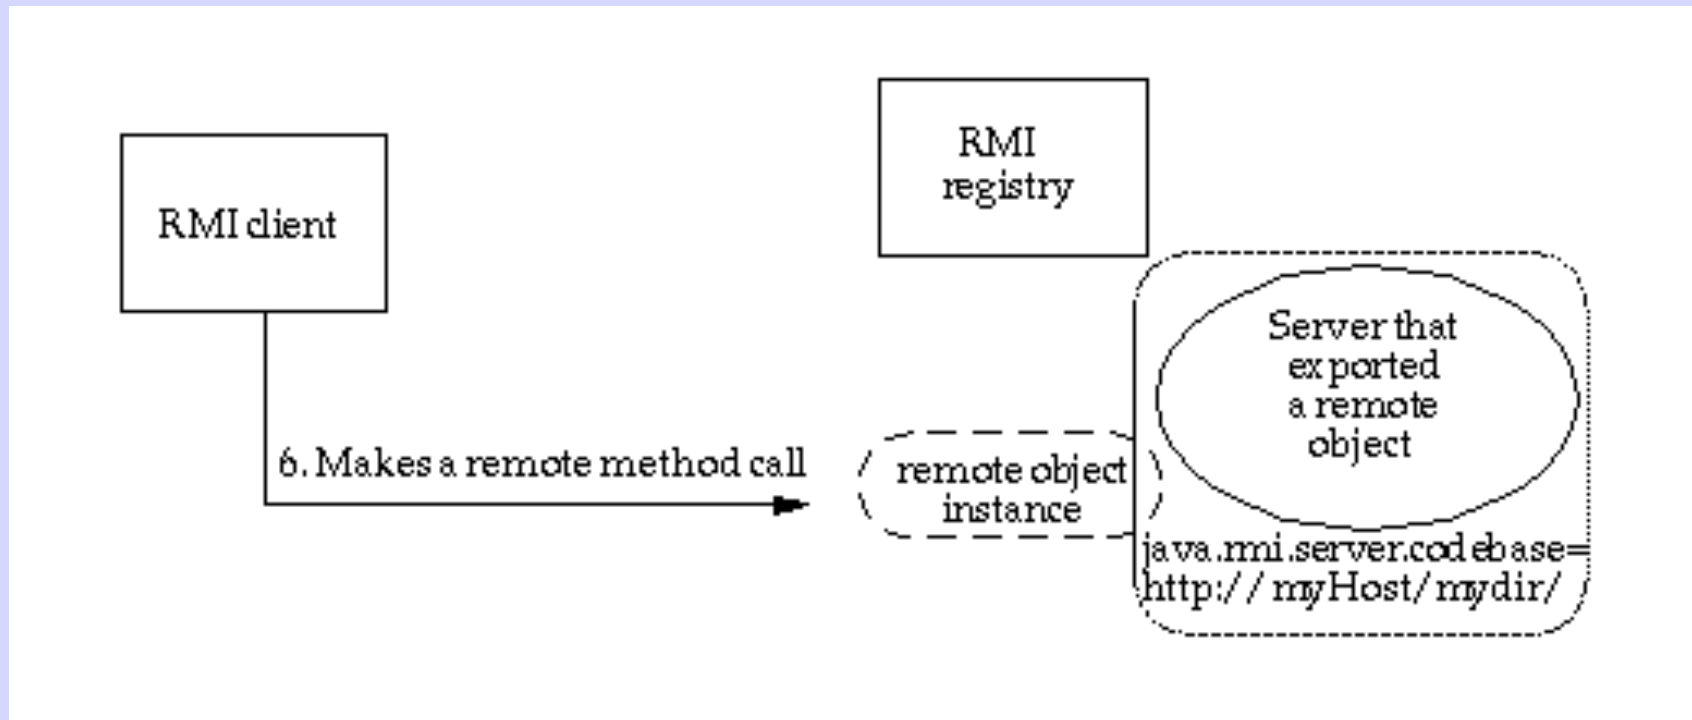 RMI client
RMI
registry
Server that
exported
a remote
object
6. Makes a remote method call
remote object
instance
java.rmi.server.codebase=
http://myHost/mydir/